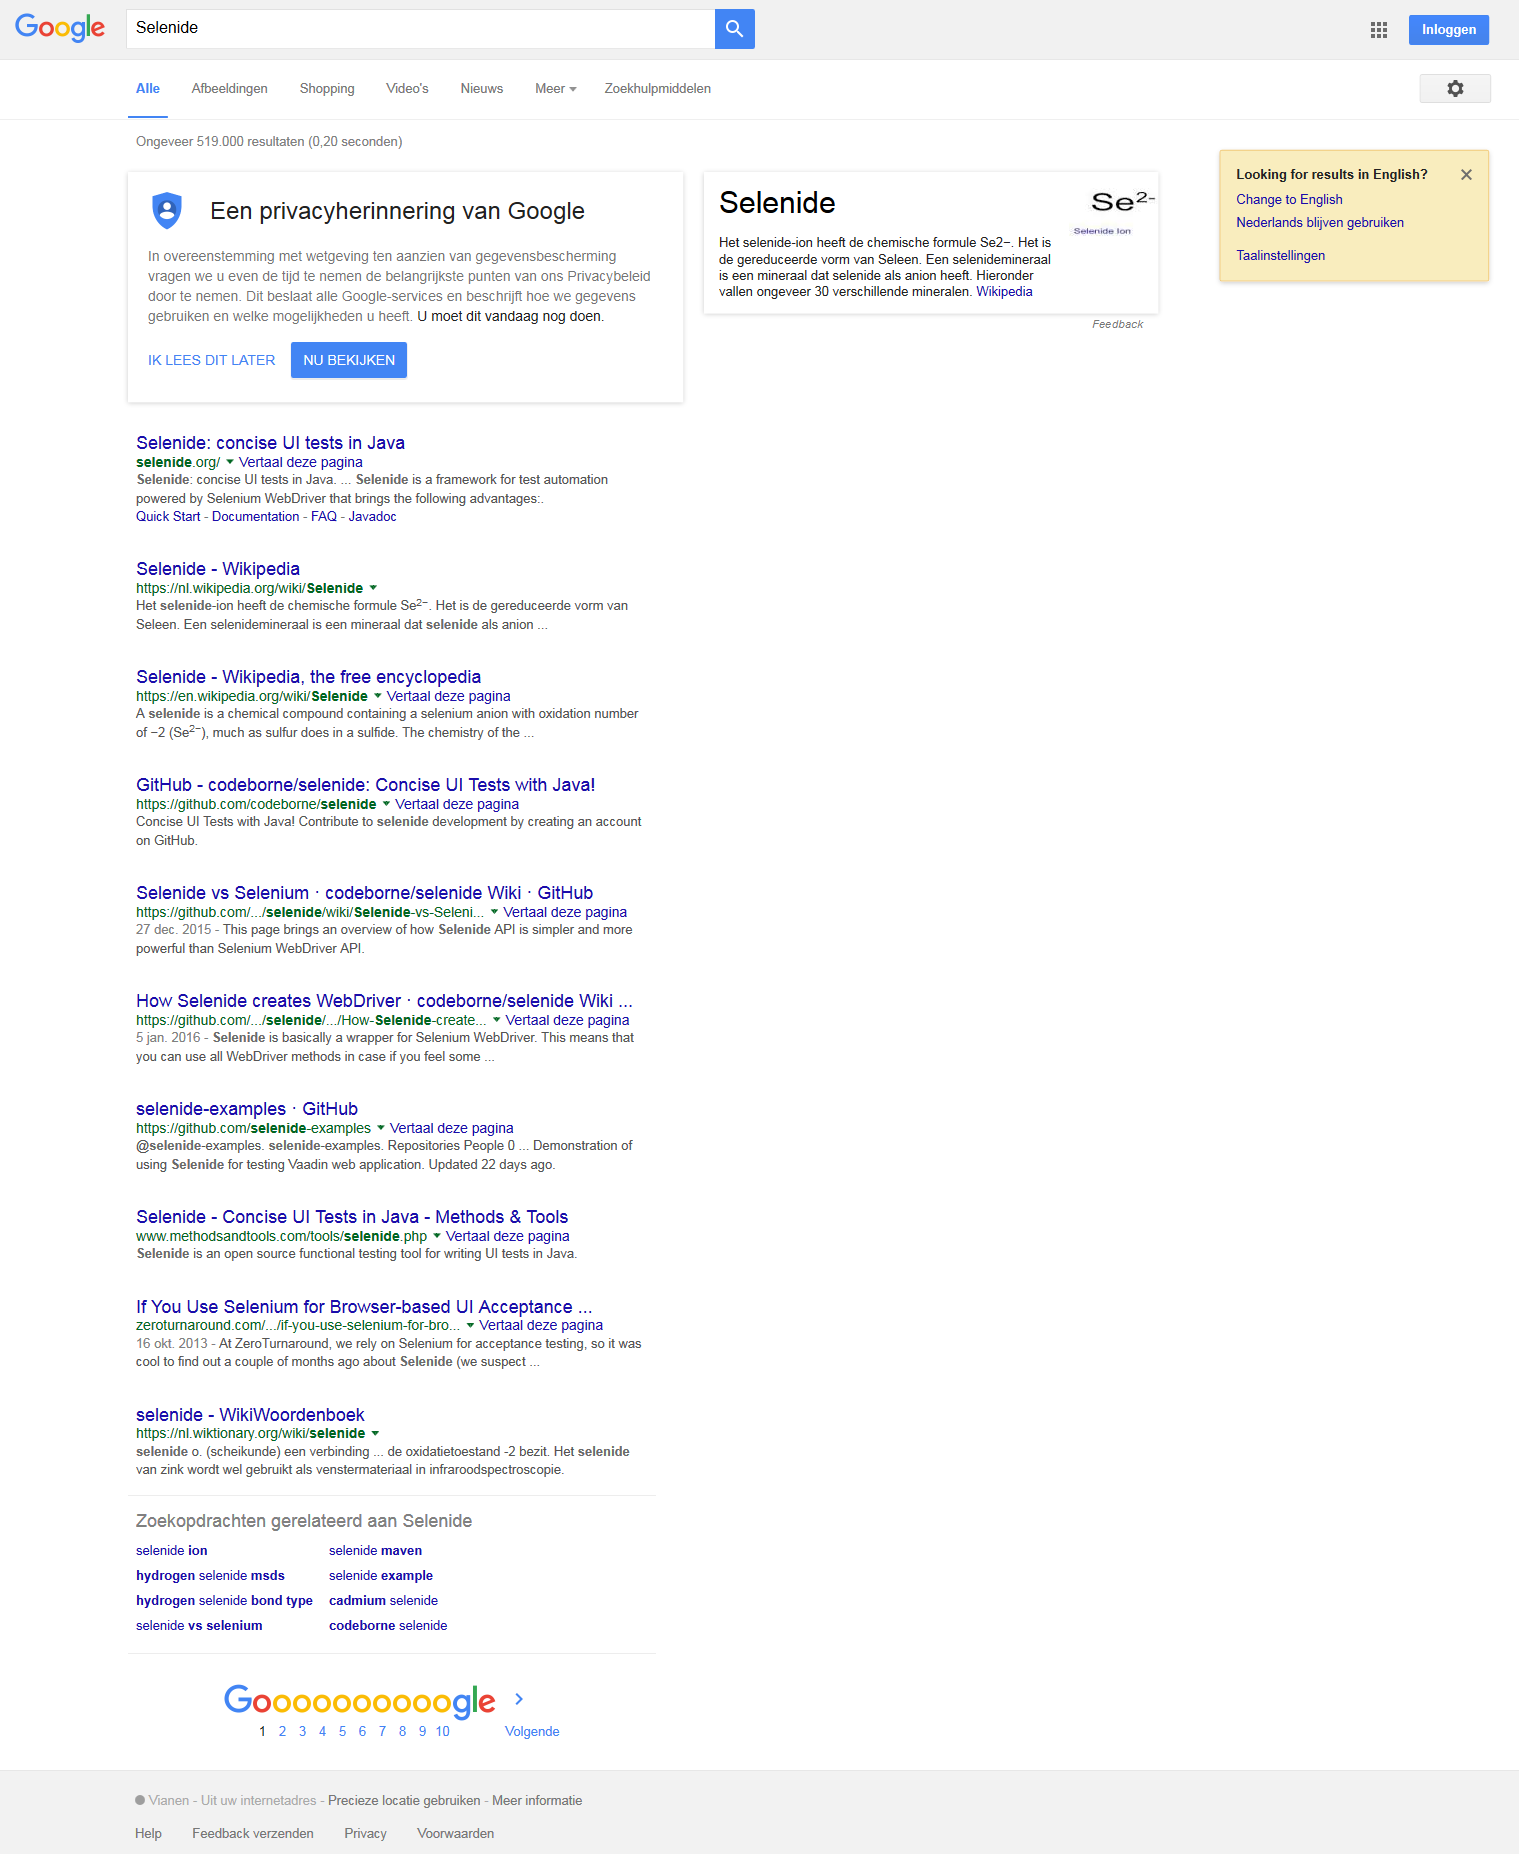 Google
Selenide
Inloggen
Alle Afbeeldingen Shopping Video's Nieuws Meer Zoekhulpmiddelen
Ongeveer 519.000 resultaten (0,20 seconden)
Een privacyherinnering van Google
In overeenstemming met wetgeving ten aanzien van gegevensbescherming
vragen we u even de tijd te nemen de belangrijkste punten van ons Privacybeleid
door te nemen. Dit beslaat alle Google-services en beschrijft hoe we gegevens
gebruiken en welke mogelijkheden u heeft. U moet dit vandaag nog doen.
IK LEES DIT LATER NU BEKIJKEN
Selenide
Se²⁻
Selenide Ion
Het selenide-ion heeft de chemische formule Se2−. Het is
de gereduceerde vorm van Seleen. Een selenidemineraal
is een mineraal dat selenide als anion heeft. Hieronder
vallen ongeveer 30 verschillende mineralen. Wikipedia
Feedback
Looking for results in English?
Change to English
Nederlands blijven gebruiken
Taalinstellingen
Selenide: concise UI tests in Java
selenide.org/ Vertaal deze pagina
Selenide: concise UI tests in Java. ... Selenide is a framework for test automation
powered by Selenium WebDriver that brings the following advantages:.
Quick Start - Documentation - FAQ - Javadoc
Selenide - Wikipedia
https://nl.wikipedia.org/wiki/Selenide
Het selenide-ion heeft de chemische formule Se²⁻. Het is de gereduceerde vorm van
Seleen. Een selenidemineraal is een mineraal dat selenide als anion ...
Selenide - Wikipedia, the free encyclopedia
https://en.wikipedia.org/wiki/Selenide Vertaal deze pagina
A selenide is a chemical compound containing a selenium anion with oxidation number
of −2 (Se²⁻), much as sulfur does in a sulfide. The chemistry of the ...
GitHub - codeborne/selenide: Concise UI Tests with Java!
https://github.com/codeborne/selenide Vertaal deze pagina
Concise UI Tests with Java! Contribute to selenide development by creating an account
on GitHub.
Selenide vs Selenium · codeborne/selenide Wiki · GitHub
https://github.com/.../selenide/wiki/Selenide-vs-Seleni... Vertaal deze pagina
27 dec. 2015 - This page brings an overview of how Selenide API is simpler and more
powerful than Selenium WebDriver API.
How Selenide creates WebDriver · codeborne/selenide Wiki ...
https://github.com/.../selenide/.../How-Selenide-create... Vertaal deze pagina
5 jan. 2016 - Selenide is basically a wrapper for Selenium WebDriver. This means that
you can use all WebDriver methods in case if you feel some ...
selenide-examples · GitHub
https://github.com/selenide-examples Vertaal deze pagina
@selenide-examples. selenide-examples. Repositories People 0 ... Demonstration of
using Selenide for testing Vaadin web application. Updated 22 days ago.
Selenide - Concise UI Tests in Java - Methods & Tools
www.methodsandtools.com/tools/selenide.php Vertaal deze pagina
Selenide is an open source functional testing tool for writing UI tests in Java.
If You Use Selenium for Browser-based UI Acceptance ...
zeroturnaround.com/.../if-you-use-selenium-for-bro... Vertaal deze pagina
16 okt. 2013 - At ZeroTurnaround, we rely on Selenium for acceptance testing, so it was
cool to find out a couple of months ago about Selenide (we suspect ...
selenide - WikiWoordenboek
https://nl.wiktionary.org/wiki/selenide
selenide o. (scheikunde) een verbinding ... de oxidatietoestand -2 bezit. Het selenide
van zink wordt wel gebruikt als venstermateriaal in infraroodspectroscopie.
Zoekopdrachten gerelateerd aan Selenide
selenide ion selenide maven
hydrogen selenide msds selenide example
hydrogen selenide bond type cadmium selenide
selenide vs selenium codeborne selenide
Goooooooooogle
1 2 3 4 5 6 7 8 9 10 Volgende
Vianen - Uit uw internetadres - Precieze locatie gebruiken - Meer informatie
Help Feedback verzenden Privacy Voorwaarden